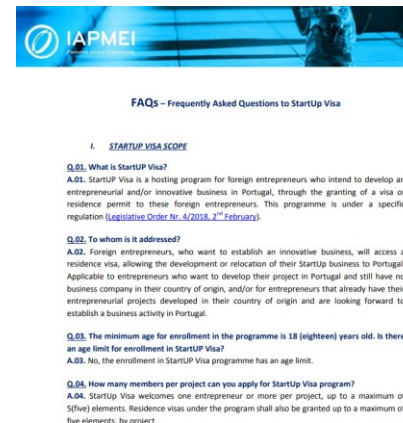 IAPMEI
FAQs – Frequently Asked Questions to StartUp Visa
I. STARTUP VISA SCOPE
Q.01. What is StartUP Visa?
A.01. StartUP Visa is a hosting program for foreign entrepreneurs who intend to develop an
entrepreneurial and/or innovative business in Portugal, through the granting of a visa or
residence permit to these foreign entrepreneurs. This programme is under a specific
regulation (Legislative Order Nr. 4/2018, 2nd February).
Q.02. To whom is it addressed?
A.02. Foreign entrepreneurs, who want to establish an innovative business, will access a
residence visa, allowing the development or relocation of their StartUp business to Portugal.
Applicable to entrepreneurs who want to develop their project in Portugal and still have no
business company in their country of origin, and/or for entrepreneurs that already have their
entrepreneurial projects developed in their country of origin and are looking forward to
establish a business activity in Portugal.
Q.03. The minimum age for enrollment in the programme is 18 (eighteen) years old. Is there
an age limit for enrollment in StartUP Visa?
A.03. No, the enrollment in StartUP Visa programme has an age limit.
Q.04. How many members per project can you apply for StartUp Visa program?
A.04. StartUp Visa welcomes one entrepreneur or more per project, up to a maximum of
5(five) elements. Residence visas under the program shall also be granted up to a maximum of
five elements, by project.